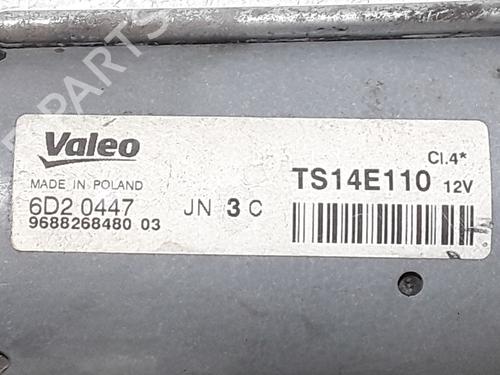 Valeo
Cl.4*
MADE IN POLAND
TS14E110 12V
6D2 0447 JN 3 C
9688268480 03